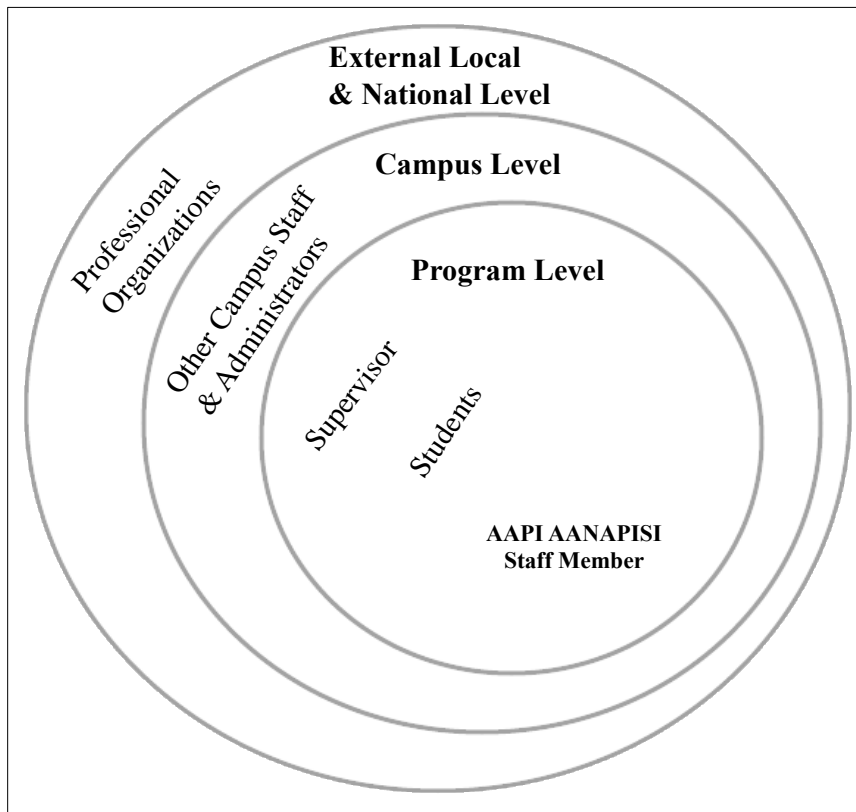 External Local
& National Level
Campus Level
Professional
Organizations
Other Campus Staff
& Administrators
Program Level
Supervisor
Students
AAPI AANAPISI
Staff Member